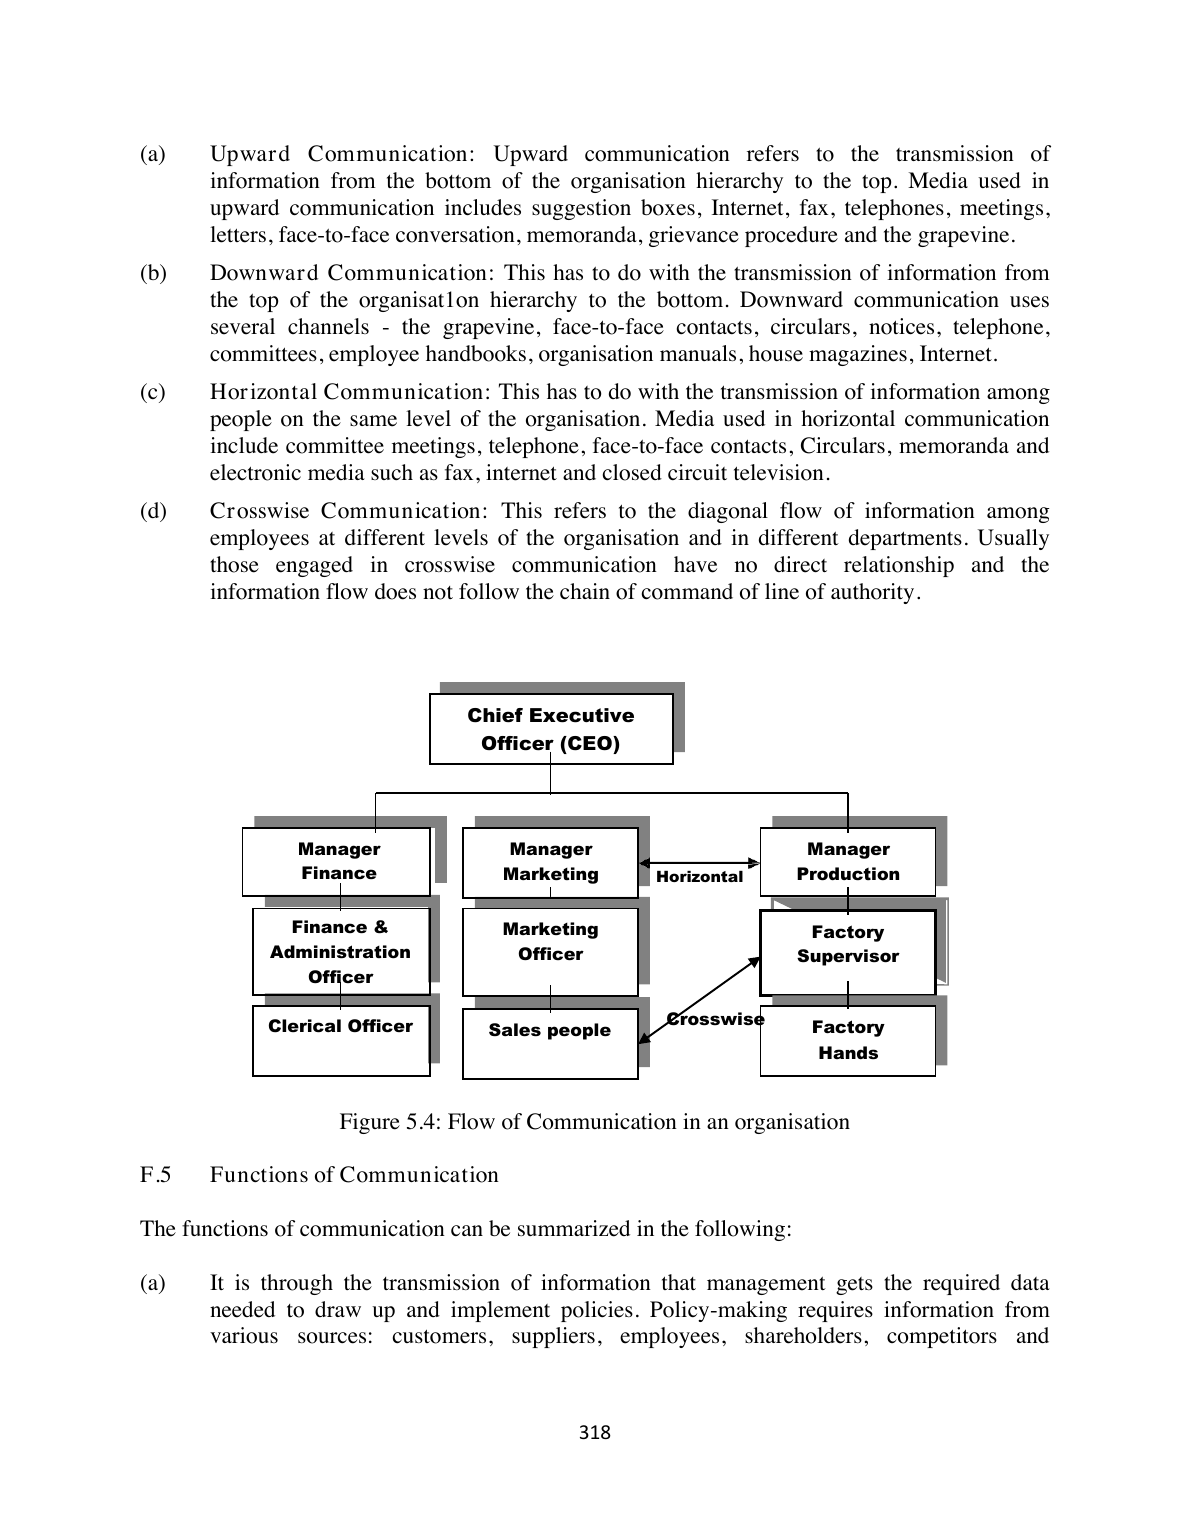 (a) Upward Communication: Upward communication refers to the transmission of
information from the bottom of the organisation hierarchy to the top. Media used in
upward communication includes suggestion boxes, Internet, fax, telephones, meetings,
letters, face-to-face conversation, memoranda, grievance procedure and the grapevine.
(b) Downward Communication: This has to do with the transmission of information from
the top of the organisat1on hierarchy to the bottom. Downward communication uses
several channels - the grapevine, face-to-face contacts, circulars, notices, telephone,
committees, employee handbooks, organisation manuals, house magazines, Internet.
(c) Horizontal Communication: This has to do with the transmission of information among
people on the same level of the organisation. Media used in horizontal communication
include committee meetings, telephone, face-to-face contacts, Circulars, memoranda and
electronic media such as fax, internet and closed circuit television.
(d) Crosswise Communication: This refers to the diagonal flow of information among
employees at different levels of the organisation and in different departments. Usually
those engaged in crosswise communication have no direct relationship and the
information flow does not follow the chain of command of line of authority.
Chief Executive
Officer (CEO)
Manager
Finance
Manager
Marketing
Horizontal
Manager
Production
Finance &
Administration
Officer
Marketing
Officer
Factory
Supervisor
Clerical Officer
Sales people
Crosswise
Factory
Hands
Figure 5.4: Flow of Communication in an organisation
F.5 Functions of Communication
The functions of communication can be summarized in the following:
(a) It is through the transmission of information that management gets the required data
needed to draw up and implement policies. Policy-making requires information from
various sources: customers, suppliers, employees, shareholders, competitors and
318